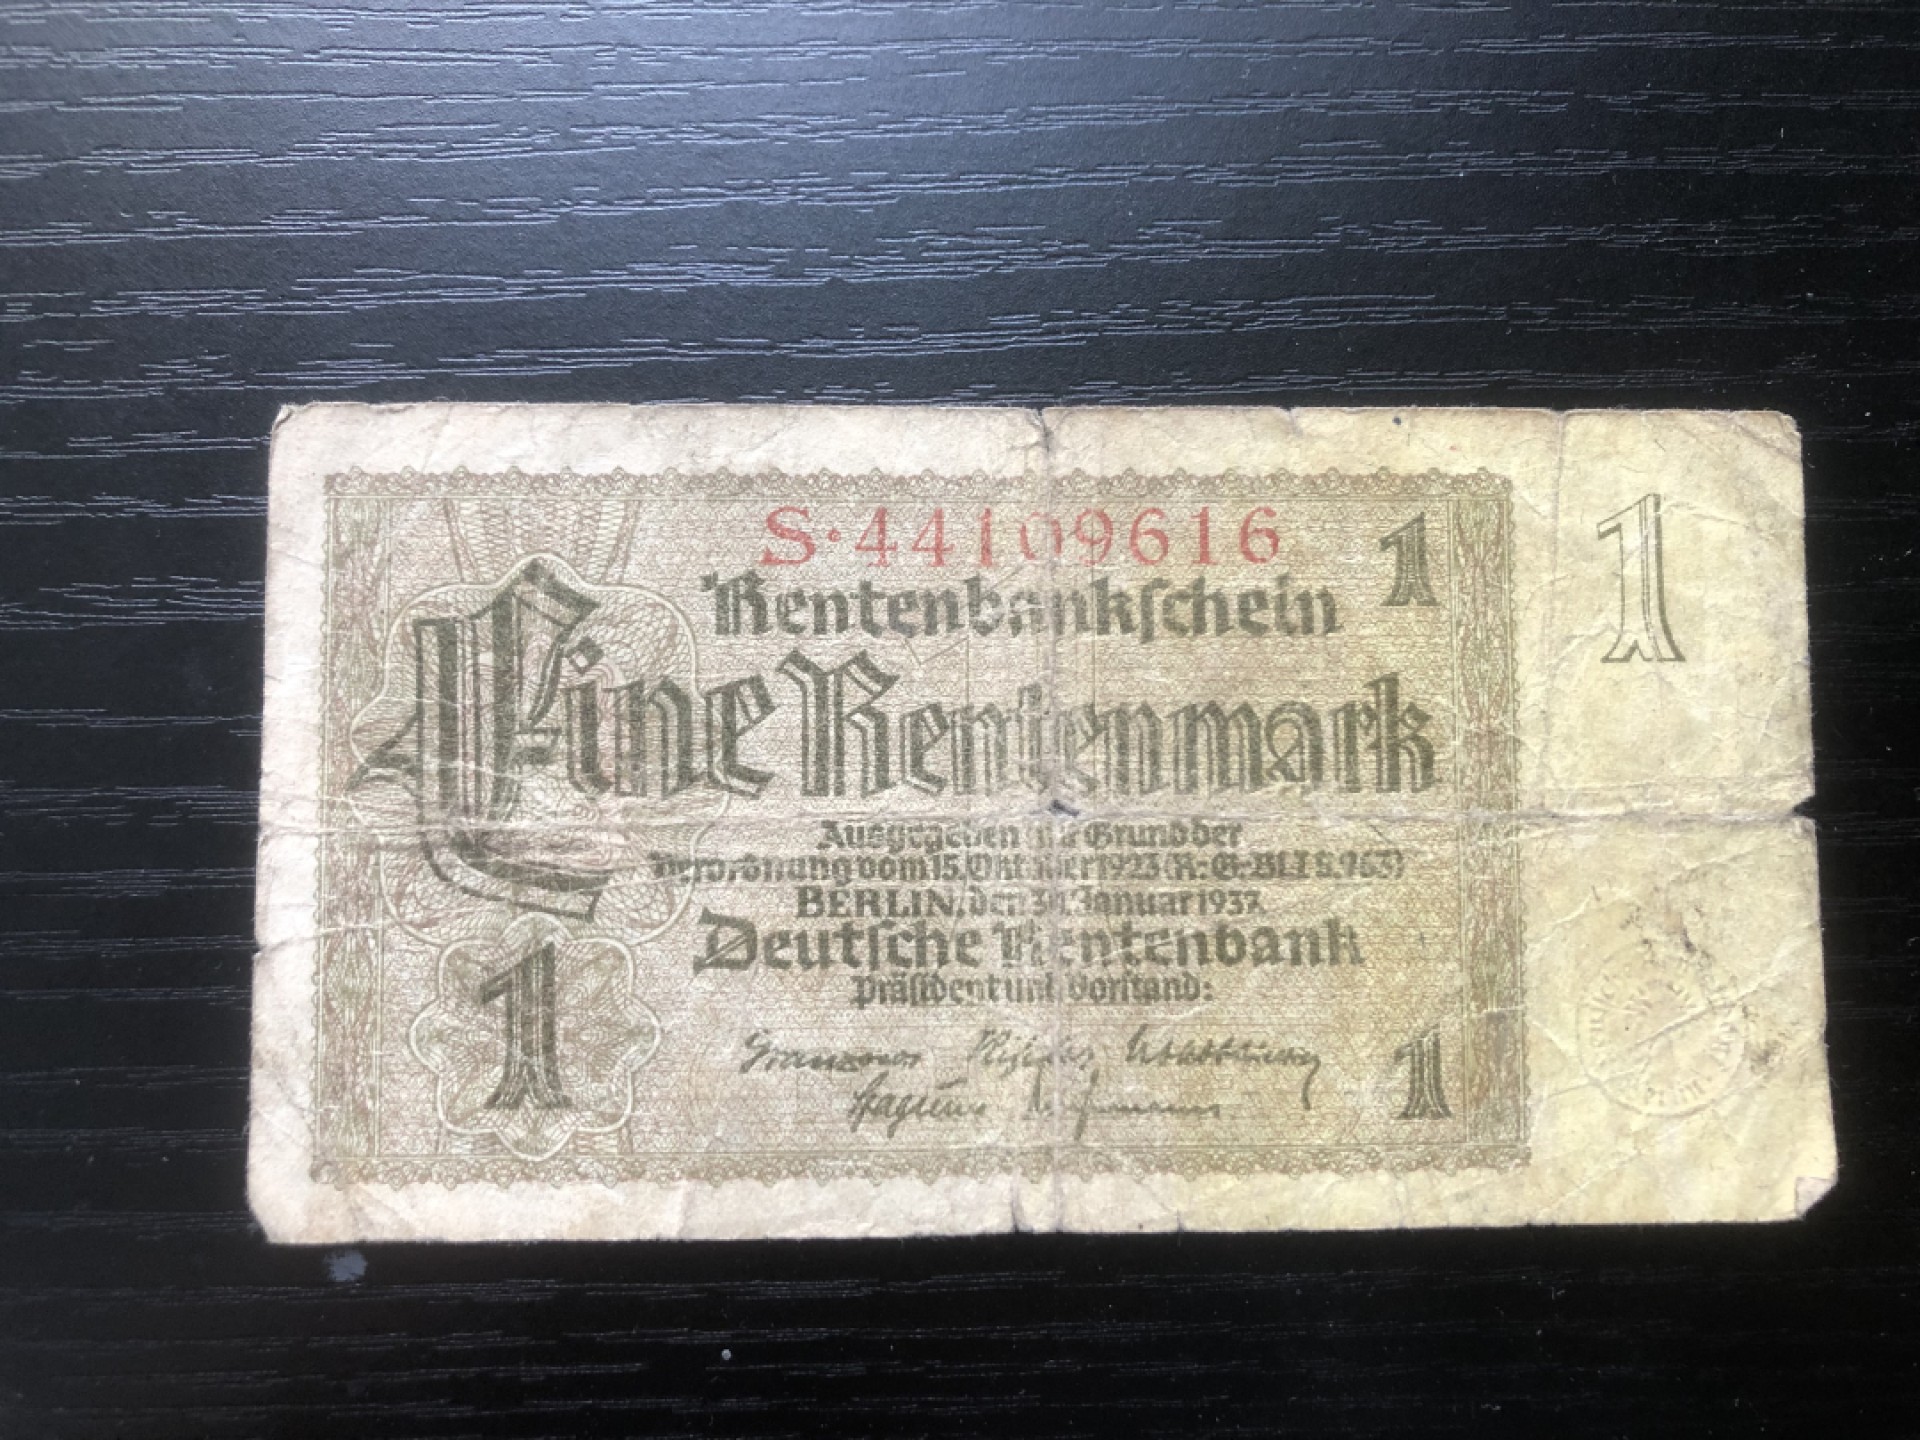 S·44109616
1
1
Rentenbankschein
Eine Rentenmark
Ausgegeben auf Grund der
Verordnung vom 15. Oktober 1923 (R.-G.-Bl. I S. 963)
BERLIN, den 30. Januar 1937
Deutsche Rentenbank
Präsident und Vorstand:
1
1